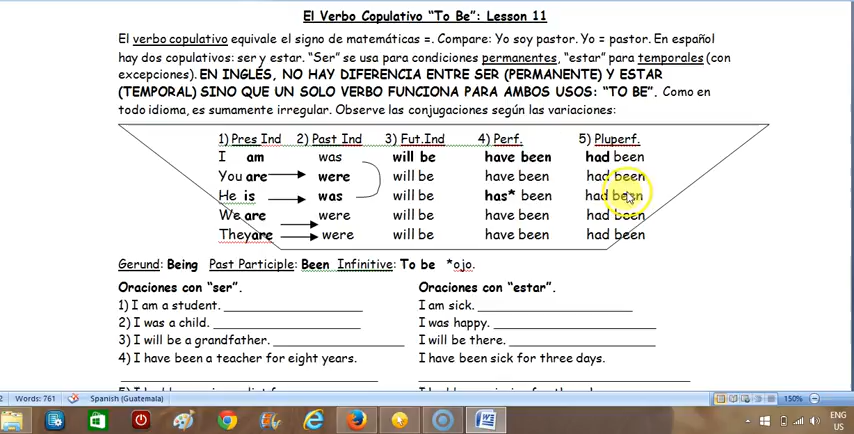 El Verbo Copulativo “To Be”: Lesson 11
El verbo copulativo equivale el signo de matemáticas =. Compare: Yo soy pastor. Yo = pastor. En español
hay dos copulativos: ser y estar. “Ser” se usa para condiciones permanentes, “estar” para temporales (con
excepciones). EN INGLÉS, NO HAY DIFERENCIA ENTRE SER (PERMANENTE) Y ESTAR
(TEMPORAL) SINO QUE UN SOLO VERBO FUNCIONA PARA AMBOS USOS: “TO BE”. Como en
todo idioma, es sumamente irregular. Observe las conjugaciones según las variaciones:
1) Pres Ind 2) Past Ind 3) Fut.Ind 4) Perf. 5) Pluperf.
I am was will be have been had been
You are were will be have been had been
He is was will be has* been had been
We are were will be have been had been
Theyare were will be have been had been
Gerund: Being Past Participle: Been Infinitive: To be *ojo.
Oraciones con “ser”. Oraciones con “estar”.
1) I am a student. I am sick.
2) I was a child. I was happy.
3) I will be a grandfather. I will be there.
4) I have been a teacher for eight years. I have been sick for three days.
2 Words: 761 Spanish (Guatemala) 150%
ENG
US